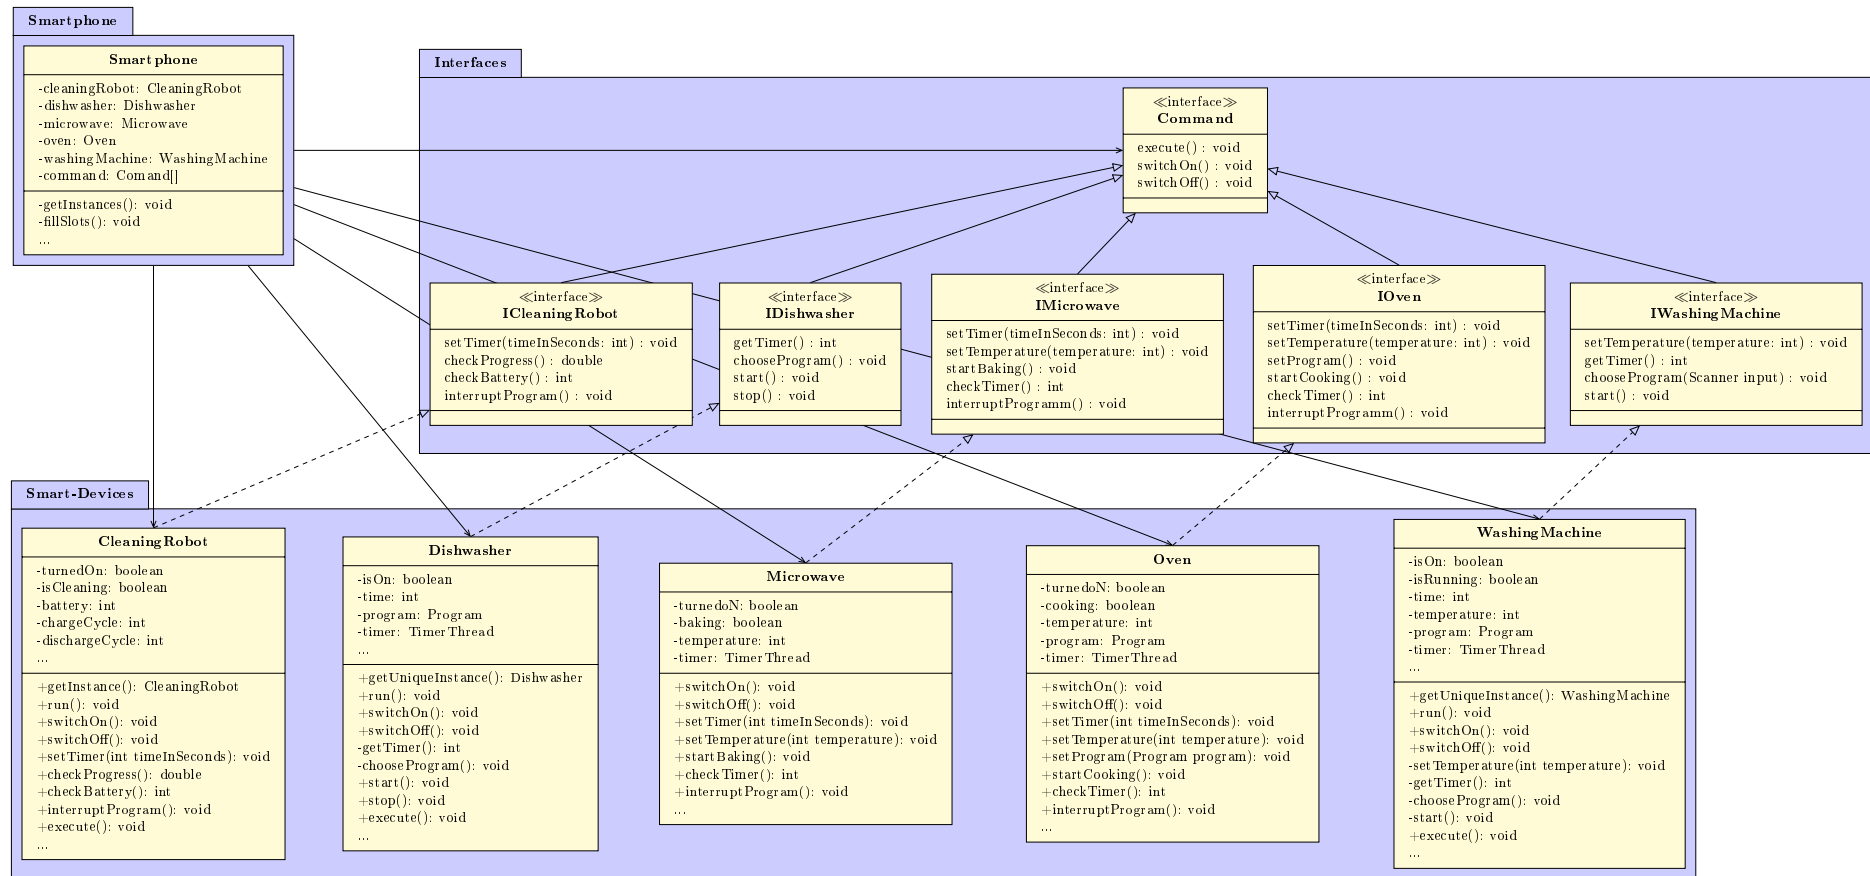 Smartphone
Smartphone
-cleaningRobot: CleaningRobot
-dishwasher: Dishwasher
-microwave: Microwave
-oven: Oven
-washingMachine: WashingMachine
-command: Comand[]
-getInstances(): void
-fillSlots(): void
...
Interfaces
≪interface≫
Command
execute() : void
switchOn() : void
switchOff() : void
≪interface≫
ICleaningRobot
setTimer(timeInSeconds: int) : void
checkProgress() : double
checkBattery() : int
interruptProgram() : void
≪interface≫
IDishwasher
getTimer() : int
chooseProgram() : void
start() : void
stop() : void
≪interface≫
IMicrowave
setTimer(timeInSeconds: int) : void
setTemperature(temperature: int) : void
startBaking() : void
checkTimer() : int
interruptProgramm() : void
≪interface≫
IOven
setTimer(timeInSeconds: int) : void
setTemperature(temperature: int) : void
setProgram() : void
startCooking() : void
checkTimer() : int
interruptProgramm() : void
≪interface≫
IWashingMachine
setTemperature(temperature: int) : void
getTimer() : int
chooseProgram(Scanner input) : void
start() : void
Smart-Devices
CleaningRobot
-turnedOn: boolean
-isCleaning: boolean
-battery: int
-chargeCycle: int
-dischargeCycle: int
...
+getInstance(): CleaningRobot
+run(): void
+switchOn(): void
+switchOff(): void
+setTimer(int timeInSeconds): void
+checkProgress(): double
+checkBattery(): int
+interruptProgram(): void
+execute(): void
...
Dishwasher
-isOn: boolean
-time: int
-program: Program
-timer: TimerThread
...
+getUniqueInstance(): Dishwasher
+run(): void
+switchOn(): void
+switchOff(): void
-getTimer(): int
-chooseProgram(): void
+start(): void
+stop(): void
+execute(): void
...
Microwave
-turnedoN: boolean
-baking: boolean
-temperature: int
-timer: TimerThread
+switchOn(): void
+switchOff(): void
+setTimer(int timeInSeconds): void
+setTemperature(int temperature): void
+startBaking(): void
+checkTimer(): int
+interruptProgram(): void
...
Oven
-turnedoN: boolean
-cooking: boolean
-temperature: int
-program: Program
-timer: TimerThread
+switchOn(): void
+switchOff(): void
+setTimer(int timeInSeconds): void
+setTemperature(int temperature): void
+setProgram(Program program): void
+startCooking(): void
+checkTimer(): int
+interruptProgram(): void
...
WashingMachine
-isOn: boolean
-isRunning: boolean
-time: int
-temperature: int
-program: Program
-timer: TimerThread
...
+getUniqueInstance(): WashingMachine
+run(): void
+switchOn(): void
+switchOff(): void
-setTemperature(int temperature): void
-getTimer(): int
-chooseProgram(): void
-start(): void
+execute(): void
...